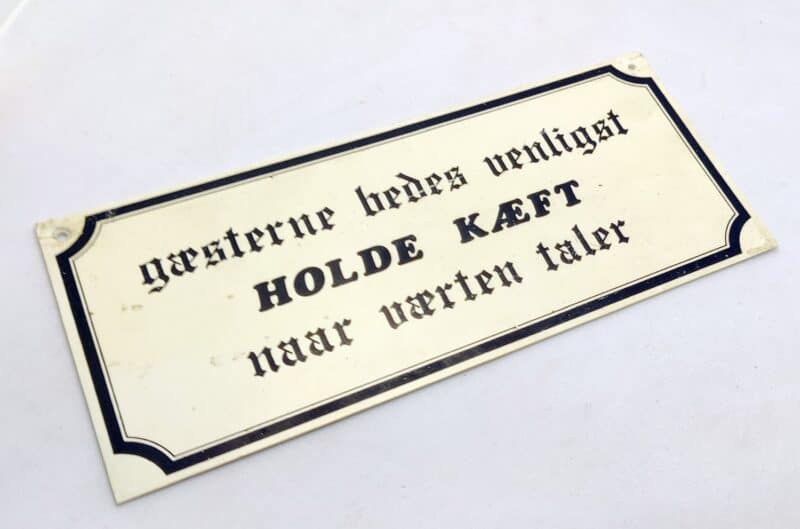 gæsterne bedes venligst
HOLDE KÆFT
naar værten taler